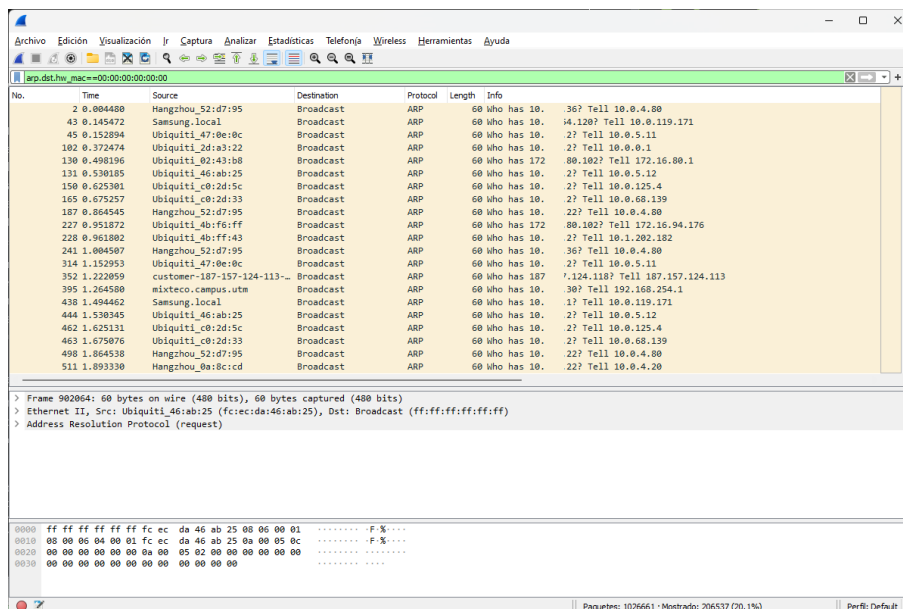 Archivo Edición Visualización Ir Captura Analizar Estadísticas Telefonía Wireless Herramientas Ayuda
arp.dst.hw_mac==00:00:00:00:00:00
No. Time Source Destination Protocol Length Info
2 0.004480 Hangzhou_52:d7:95 Broadcast ARP 60 Who has 10. .36? Tell 10.0.4.80
43 0.145472 Samsung.local Broadcast ARP 60 Who has 10. 54.120? Tell 10.0.119.171
45 0.152894 Ubiquiti_47:0e:0c Broadcast ARP 60 Who has 10. .2? Tell 10.0.5.11
102 0.372474 Ubiquiti_2d:a3:22 Broadcast ARP 60 Who has 10. .2? Tell 10.0.0.1
130 0.498196 Ubiquiti_02:43:b8 Broadcast ARP 60 Who has 172 .80.102? Tell 172.16.80.1
131 0.530185 Ubiquiti_46:ab:25 Broadcast ARP 60 Who has 10. .2? Tell 10.0.5.12
150 0.625301 Ubiquiti_c0:2d:5c Broadcast ARP 60 Who has 10. .2? Tell 10.0.125.4
165 0.675257 Ubiquiti_c0:2d:33 Broadcast ARP 60 Who has 10. .2? Tell 10.0.68.139
187 0.864545 Hangzhou_52:d7:95 Broadcast ARP 60 Who has 10. .22? Tell 10.0.4.80
227 0.951872 Ubiquiti_4b:f6:ff Broadcast ARP 60 Who has 172 .80.102? Tell 172.16.94.176
228 0.961802 Ubiquiti_4b:ff:43 Broadcast ARP 60 Who has 10. .2? Tell 10.1.202.182
241 1.004507 Hangzhou_52:d7:95 Broadcast ARP 60 Who has 10. .36? Tell 10.0.4.80
314 1.152953 Ubiquiti_47:0e:0c Broadcast ARP 60 Who has 10. .2? Tell 10.0.5.11
352 1.222059 customer-187-157-124-113-… Broadcast ARP 60 Who has 187 7.124.118? Tell 187.157.124.113
395 1.264580 mixteco.campus.utm Broadcast ARP 60 Who has 10. .30? Tell 192.168.254.1
438 1.494462 Samsung.local Broadcast ARP 60 Who has 10. .1? Tell 10.0.119.171
444 1.530345 Ubiquiti_46:ab:25 Broadcast ARP 60 Who has 10. .2? Tell 10.0.5.12
462 1.625131 Ubiquiti_c0:2d:5c Broadcast ARP 60 Who has 10. .2? Tell 10.0.125.4
463 1.675076 Ubiquiti_c0:2d:33 Broadcast ARP 60 Who has 10. .2? Tell 10.0.68.139
498 1.864538 Hangzhou_52:d7:95 Broadcast ARP 60 Who has 10. .22? Tell 10.0.4.80
511 1.893330 Hangzhou_0a:8c:cd Broadcast ARP 60 Who has 10. .22? Tell 10.0.4.20
> Frame 902064: 60 bytes on wire (480 bits), 60 bytes captured (480 bits)
> Ethernet II, Src: Ubiquiti_46:ab:25 (fc:ec:da:46:ab:25), Dst: Broadcast (ff:ff:ff:ff:ff:ff)
> Address Resolution Protocol (request)
0000 ff ff ff ff ff ff fc ec da 46 ab 25 08 06 00 01 ········ ·F·%····
0010 08 00 06 04 00 01 fc ec da 46 ab 25 0a 00 05 0c ········ ·F·%····
0020 00 00 00 00 00 00 0a 00 05 02 00 00 00 00 00 00 ········ ········
0030 00 00 00 00 00 00 00 00 00 00 00 00 ········ ····
Paquetes: 1026661 · Mostrado: 206537 (20.1%) Perfil: Default